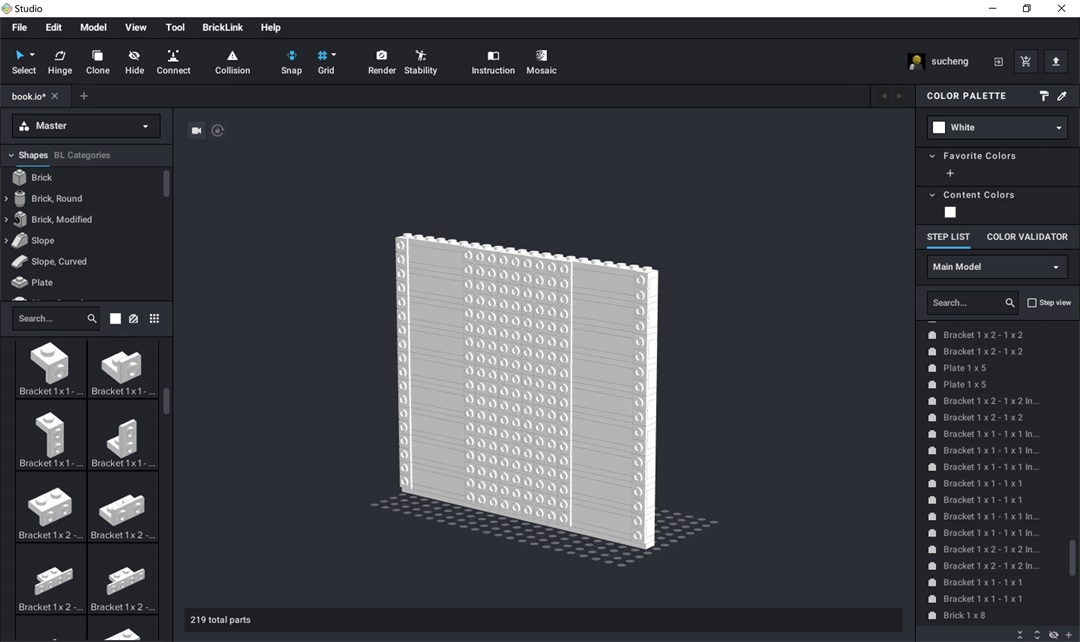 Studio
File Edit Model View Tool BrickLink Help
Select Hinge Clone Hide Connect Collision Snap Grid Render Stability Instruction Mosaic
sucheng
book.io*
COLOR PALETTE
Master
White
Shapes BL Categories
Favorite Colors
Brick
Brick, Round
Content Colors
Brick, Modified
Slope
STEP LIST COLOR VALIDATOR
Slope, Curved
Main Model
Plate
Search...
Search...
Step view
Bracket 1 x 2 - 1 x 2
Bracket 1 x 2 - 1 x 2
Plate 1 x 5
Plate 1 x 5
Bracket 1 x 1- ... Bracket 1 x 1- ...
Bracket 1 x 2 - 1 x 2 In...
Bracket 1 x 2 - 1 x 2
Bracket 1 x 1 - 1 x 1 In...
Bracket 1 x 1 - 1 x 1 In...
Bracket 1 x 1- ... Bracket 1 x 1- ...
Bracket 1 x 1 - 1 x 1 In...
Bracket 1 x 1 - 1 x 1
Bracket 1 x 1 - 1 x 1
Bracket 1 x 1 - 1 x 1 In...
Bracket 1 x 2 -... Bracket 1 x 2 -...
Bracket 1 x 1 - 1 x 1 In...
Bracket 1 x 2 - 1 x 2 In...
Bracket 1 x 2 - 1 x 2 In...
Bracket 1 x 1 - 1 x 1
Bracket 1 x 1 - 1 x 1
Bracket 1 x 2 -... Bracket 1 x 2 -...
Brick 1 x 8
219 total parts